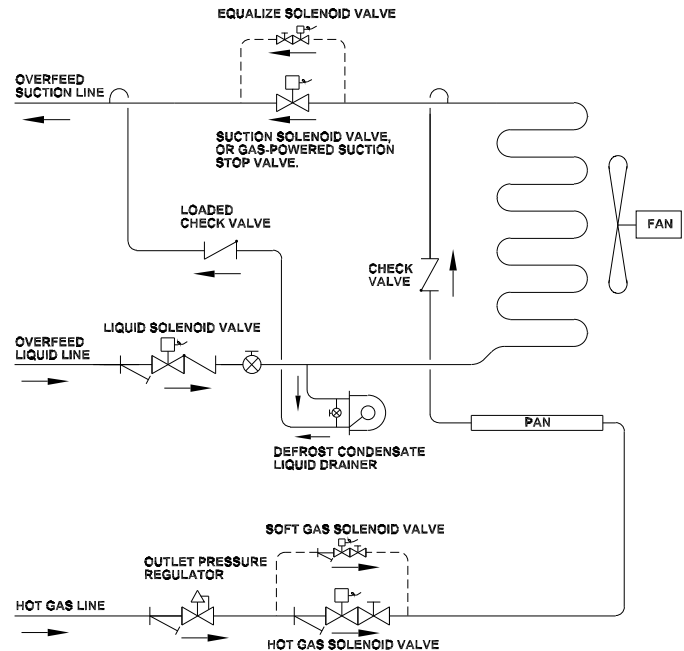 EQUALIZE SOLENOID VALVE
OVERFEED
SUCTION LINE
SUCTION SOLENOID VALVE,
OR GAS-POWERED SUCTION
STOP VALVE.
LOADED
CHECK VALVE
FAN
CHECK
VALVE
LIQUID SOLENOID VALVE
OVERFEED
LIQUID LINE
PAN
DEFROST CONDENSATE
LIQUID DRAINER
SOFT GAS SOLENOID VALVE
OUTLET PRESSURE
REGULATOR
HOT GAS LINE
HOT GAS SOLENOID VALVE